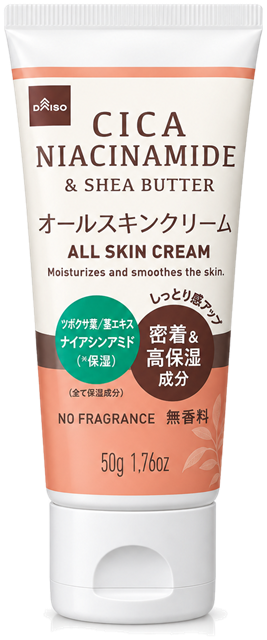 DAISO
CICA
NIACINAMIDE
& SHEA BUTTER
オールスキンクリーム
ALL SKIN CREAM
Moisturizes and smoothes the skin.
しっとり感アップ
ツボクサ葉/茎エキス
ナイアシンアミド
(※保湿)
(全て保湿成分)
密着&
高保湿
成分
NO FRAGRANCE 無香料
50g 1,76oz